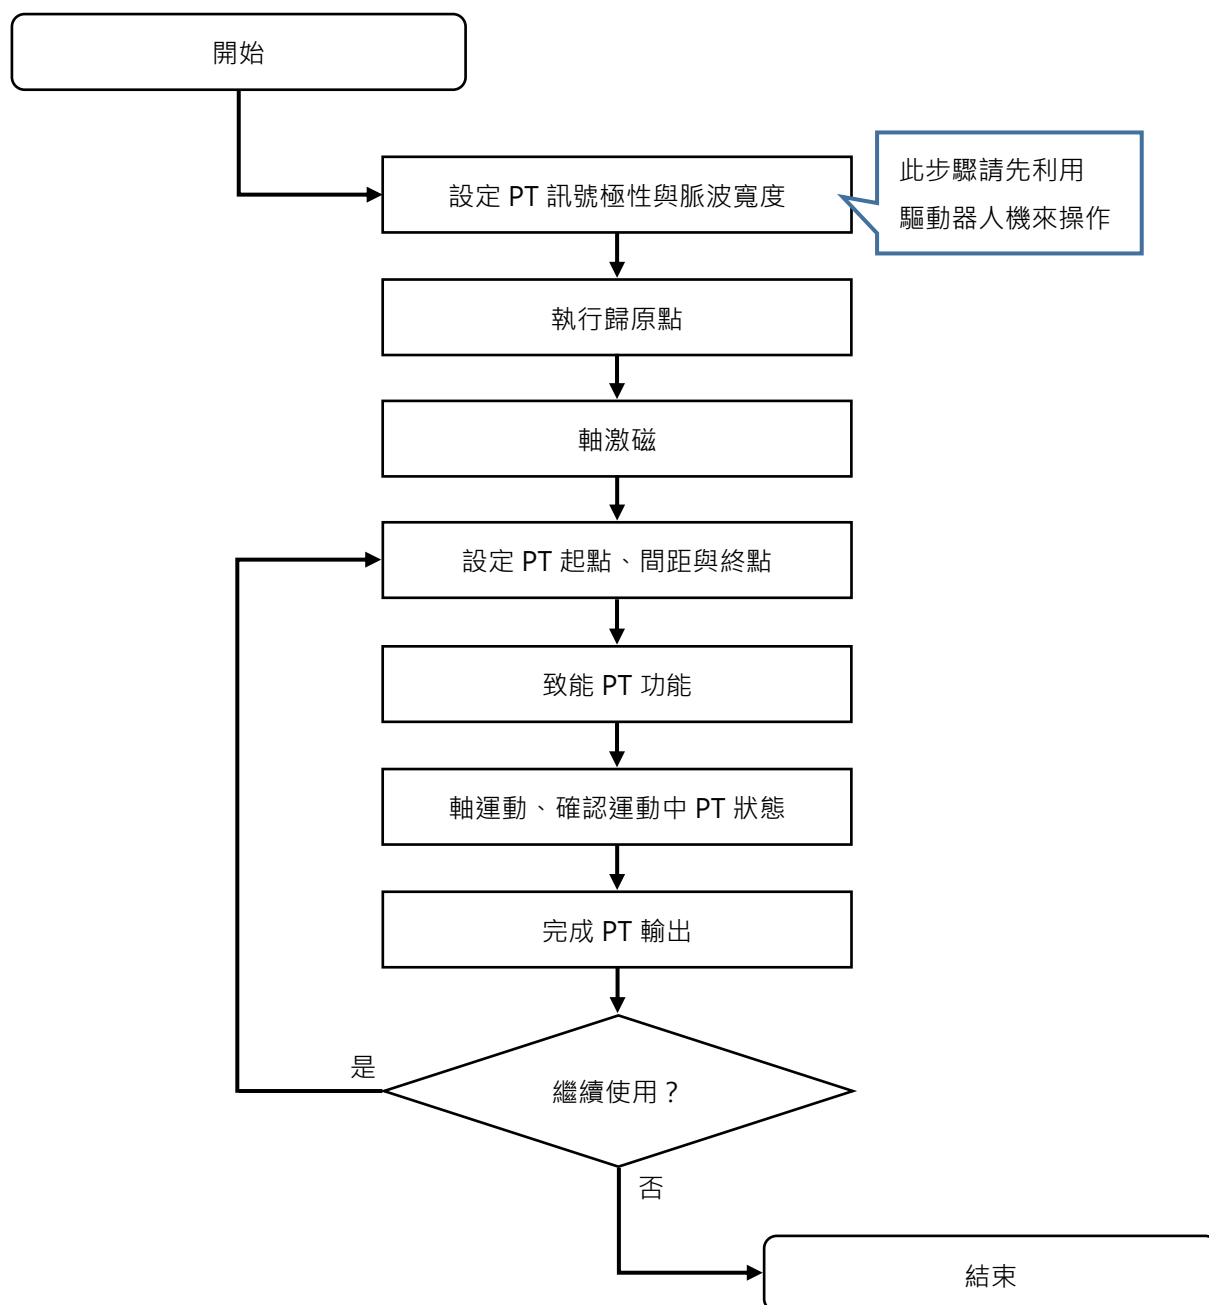 開始
設定 PT 訊號極性與脈波寬度
此步驟請先利用
驅動器人機來操作
執行歸原點
軸激磁
設定 PT 起點、間距與終點
致能 PT 功能
軸運動、確認運動中 PT 狀態
完成 PT 輸出
是
繼續使用？
否
結束